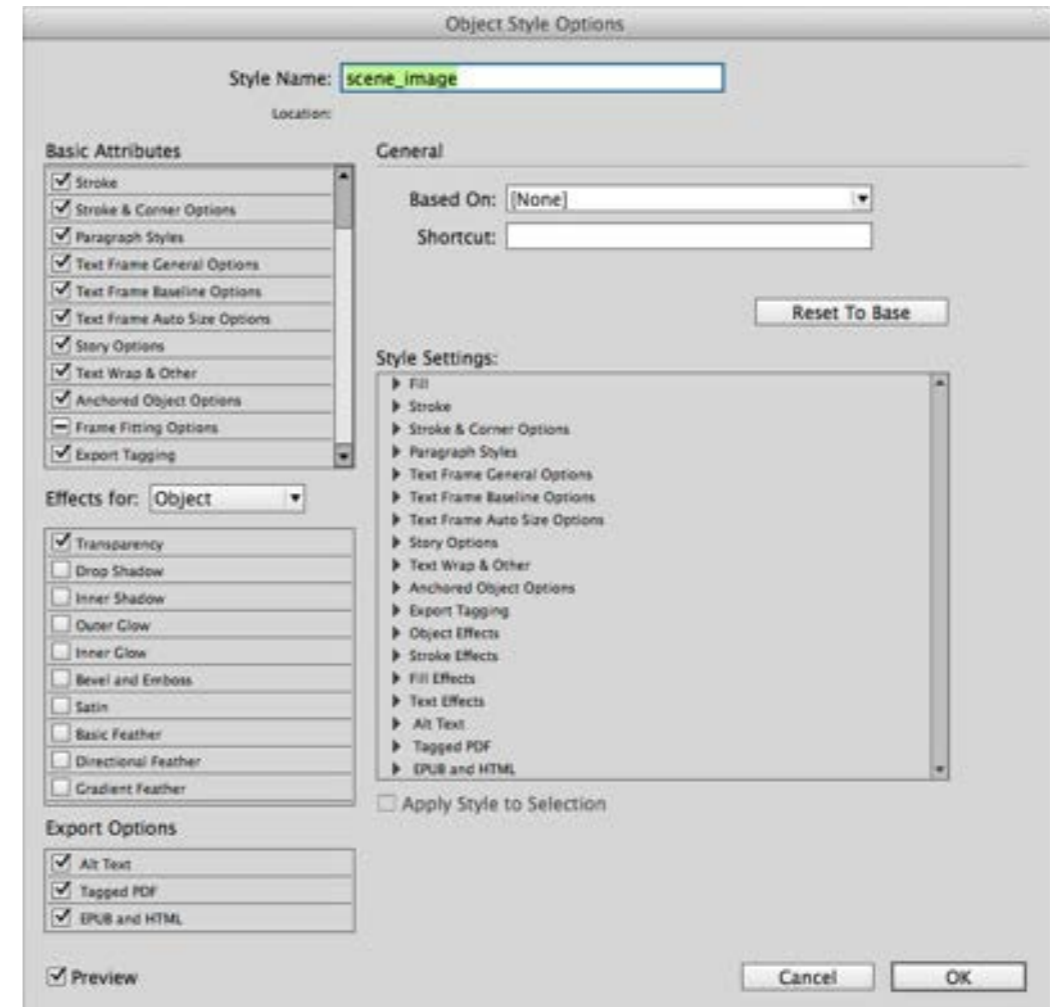 Object Style Options
Style Name: scene_image
Location:
Basic Attributes
Stroke
Stroke & Corner Options
Paragraph Styles
Text Frame General Options
Text Frame Baseline Options
Text Frame Auto Size Options
Story Options
Text Wrap & Other
Anchored Object Options
Frame Fitting Options
Export Tagging
Effects for: Object
Transparency
Drop Shadow
Inner Shadow
Outer Glow
Inner Glow
Bevel and Emboss
Satin
Basic Feather
Directional Feather
Gradient Feather
Export Options
Alt Text
Tagged PDF
EPUB and HTML
Preview
General
Based On: [None]
Shortcut:
Reset To Base
Style Settings:
Fill
Stroke
Stroke & Corner Options
Paragraph Styles
Text Frame General Options
Text Frame Baseline Options
Text Frame Auto Size Options
Story Options
Text Wrap & Other
Anchored Object Options
Export Tagging
Object Effects
Stroke Effects
Fill Effects
Text Effects
Alt Text
Tagged PDF
EPUB and HTML
Apply Style to Selection
Cancel
OK